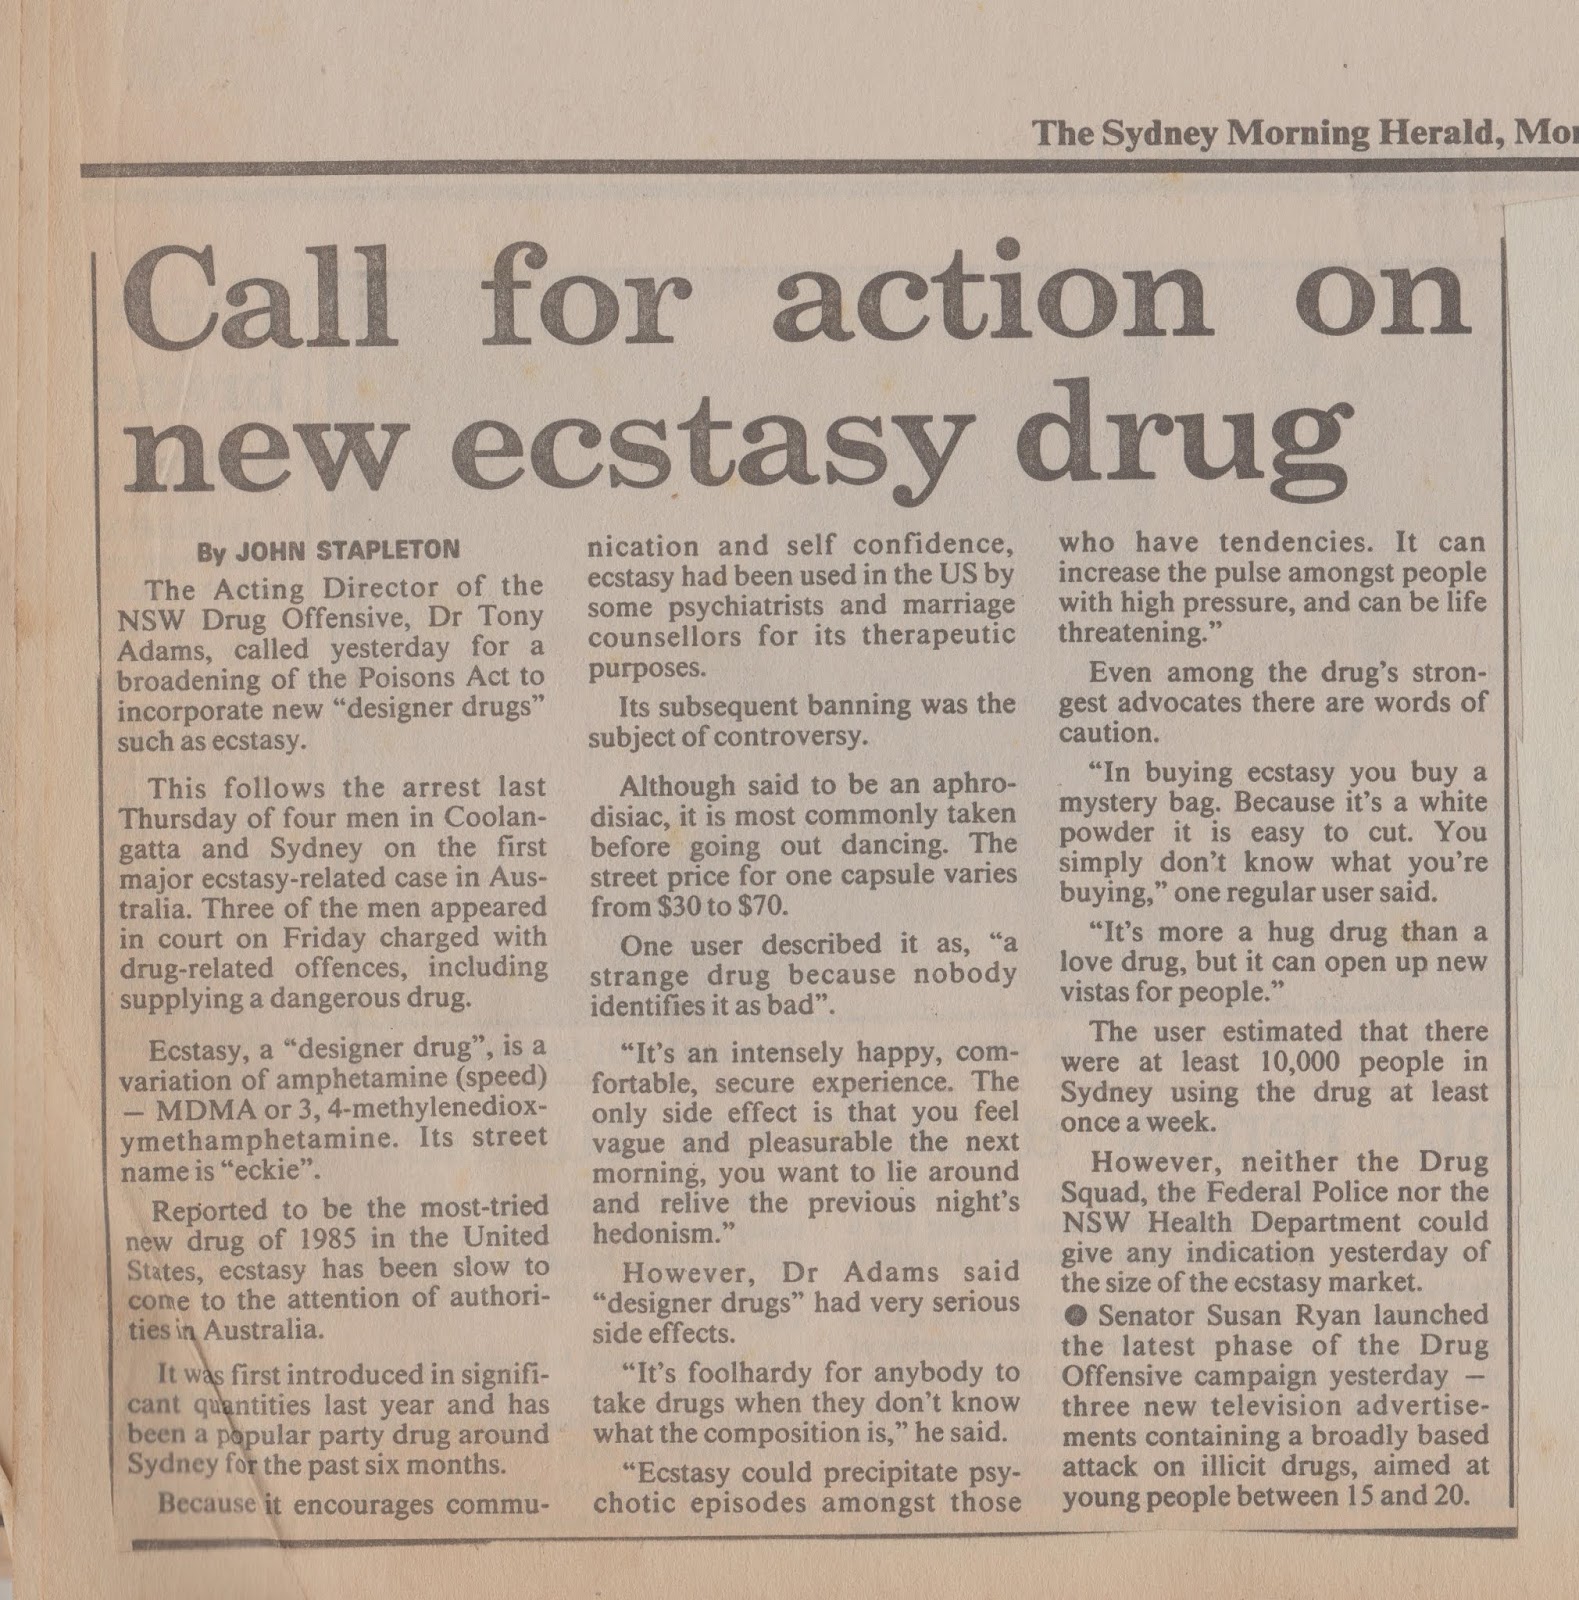 The Sydney Morning Herald, Mon
Call for action on
new ecstasy drug
By JOHN STAPLETON
The Acting Director of the
NSW Drug Offensive, Dr Tony
Adams, called yesterday for a
broadening of the Poisons Act to
incorporate new “designer drugs”
such as ecstasy.
This follows the arrest last
Thursday of four men in Coolan-
gatta and Sydney on the first
major ecstasy-related case in Aus-
tralia. Three of the men appeared
in court on Friday charged with
drug-related offences, including
supplying a dangerous drug.
Ecstasy, a “designer drug”, is a
variation of amphetamine (speed)
— MDMA or 3, 4-methylenediox-
ymethamphetamine. Its street
name is “eckie”.
Reported to be the most-tried
new drug of 1985 in the United
States, ecstasy has been slow to
come to the attention of authori-
ties in Australia.
It was first introduced in signifi-
cant quantities last year and has
been a popular party drug around
Sydney for the past six months.
Because it encourages commu-
nication and self confidence,
ecstasy had been used in the US by
some psychiatrists and marriage
counsellors for its therapeutic
purposes.
Its subsequent banning was the
subject of controversy.
Although said to be an aphro-
disiac, it is most commonly taken
before going out dancing. The
street price for one capsule varies
from $30 to $70.
One user described it as, “a
strange drug because nobody
identifies it as bad”.
“It’s an intensely happy, com-
fortable, secure experience. The
only side effect is that you feel
vague and pleasurable the next
morning, you want to lie around
and relive the previous night’s
hedonism.”
However, Dr Adams said
“designer drugs” had very serious
side effects.
“It’s foolhardy for anybody to
take drugs when they don’t know
what the composition is,” he said.
“Ecstasy could precipitate psy-
chotic episodes amongst those
who have tendencies. It can
increase the pulse amongst people
with high pressure, and can be life
threatening.”
Even among the drug’s stron-
gest advocates there are words of
caution.
“In buying ecstasy you buy a
mystery bag. Because it’s a white
powder it is easy to cut. You
simply don’t know what you’re
buying,” one regular user said.
“It’s more a hug drug than a
love drug, but it can open up new
vistas for people.”
The user estimated that there
were at least 10,000 people in
Sydney using the drug at least
once a week.
However, neither the Drug
Squad, the Federal Police nor the
NSW Health Department could
give any indication yesterday of
the size of the ecstasy market.
● Senator Susan Ryan launched
the latest phase of the Drug
Offensive campaign yesterday —
three new television advertise-
ments containing a broadly based
attack on illicit drugs, aimed at
young people between 15 and 20.